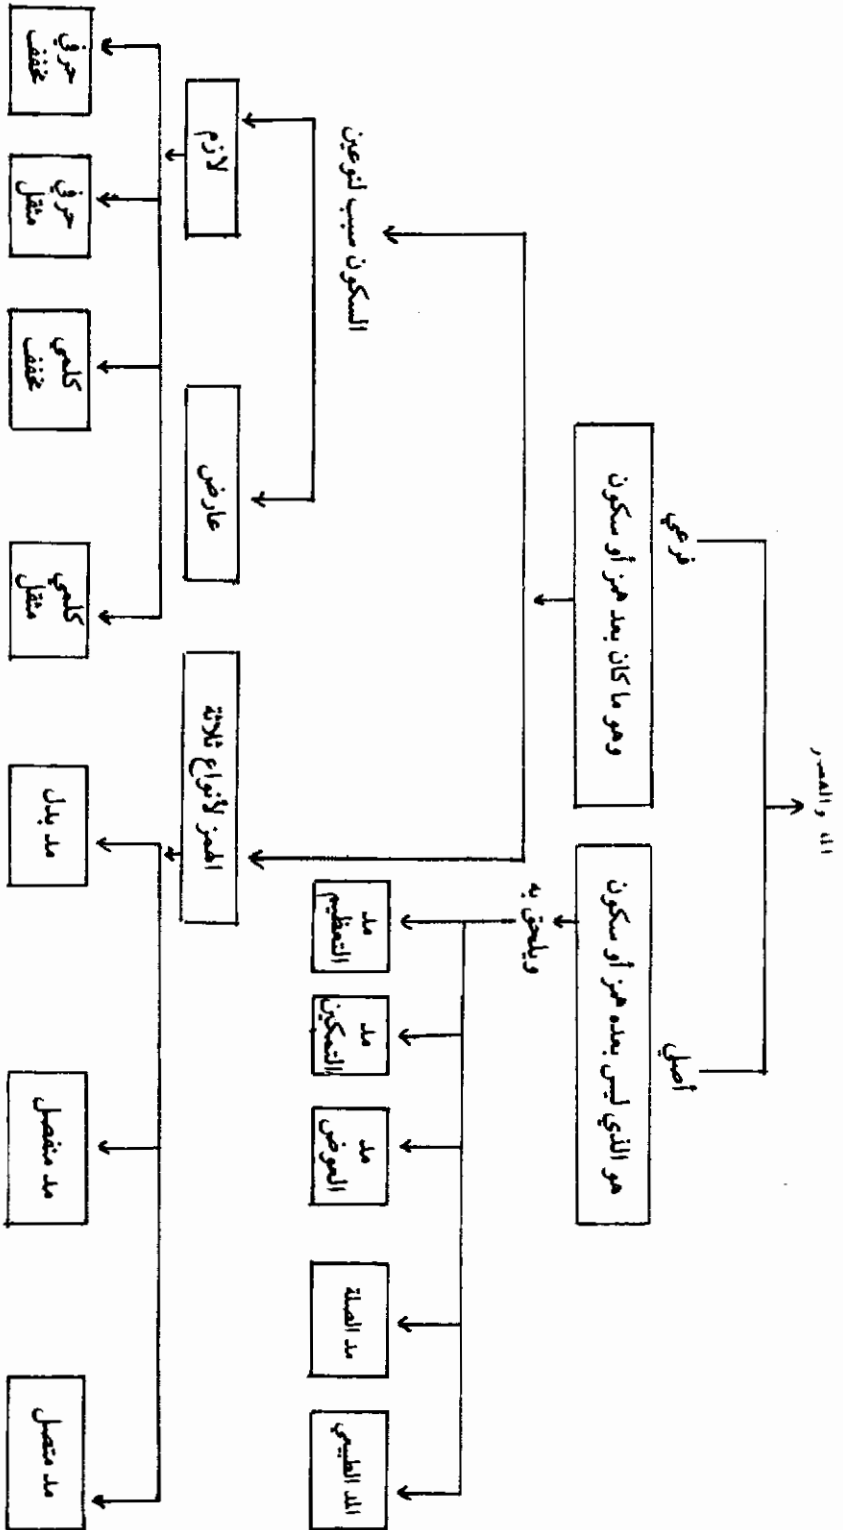 المد والقصر
أصلي
فرعي
هو الذي ليس بعده همز أو سكون
وهو ما كان بعد همز أو سكون
ويلحق به
المد الطبيعي
مد الصلة
مد
العوض
مد
التمكين
مد
التعظيم
السكون سبب لنوعين
الهمز لأنواع ثلاثة
عارض
لازم
مد متصل
مد منفصل
مد بدل
كلمي
مثقل
كلمي
مخفف
حرفي
مثقل
حرفي
مخفف